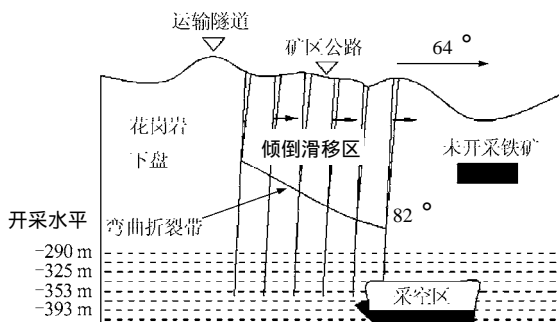 运输隧道
矿区公路
64°
花岗岩
下盘
倾倒滑移区
未开采铁矿
82°
开采水平
弯曲折裂带
-290 m
-325 m
-353 m
-393 m
采空区